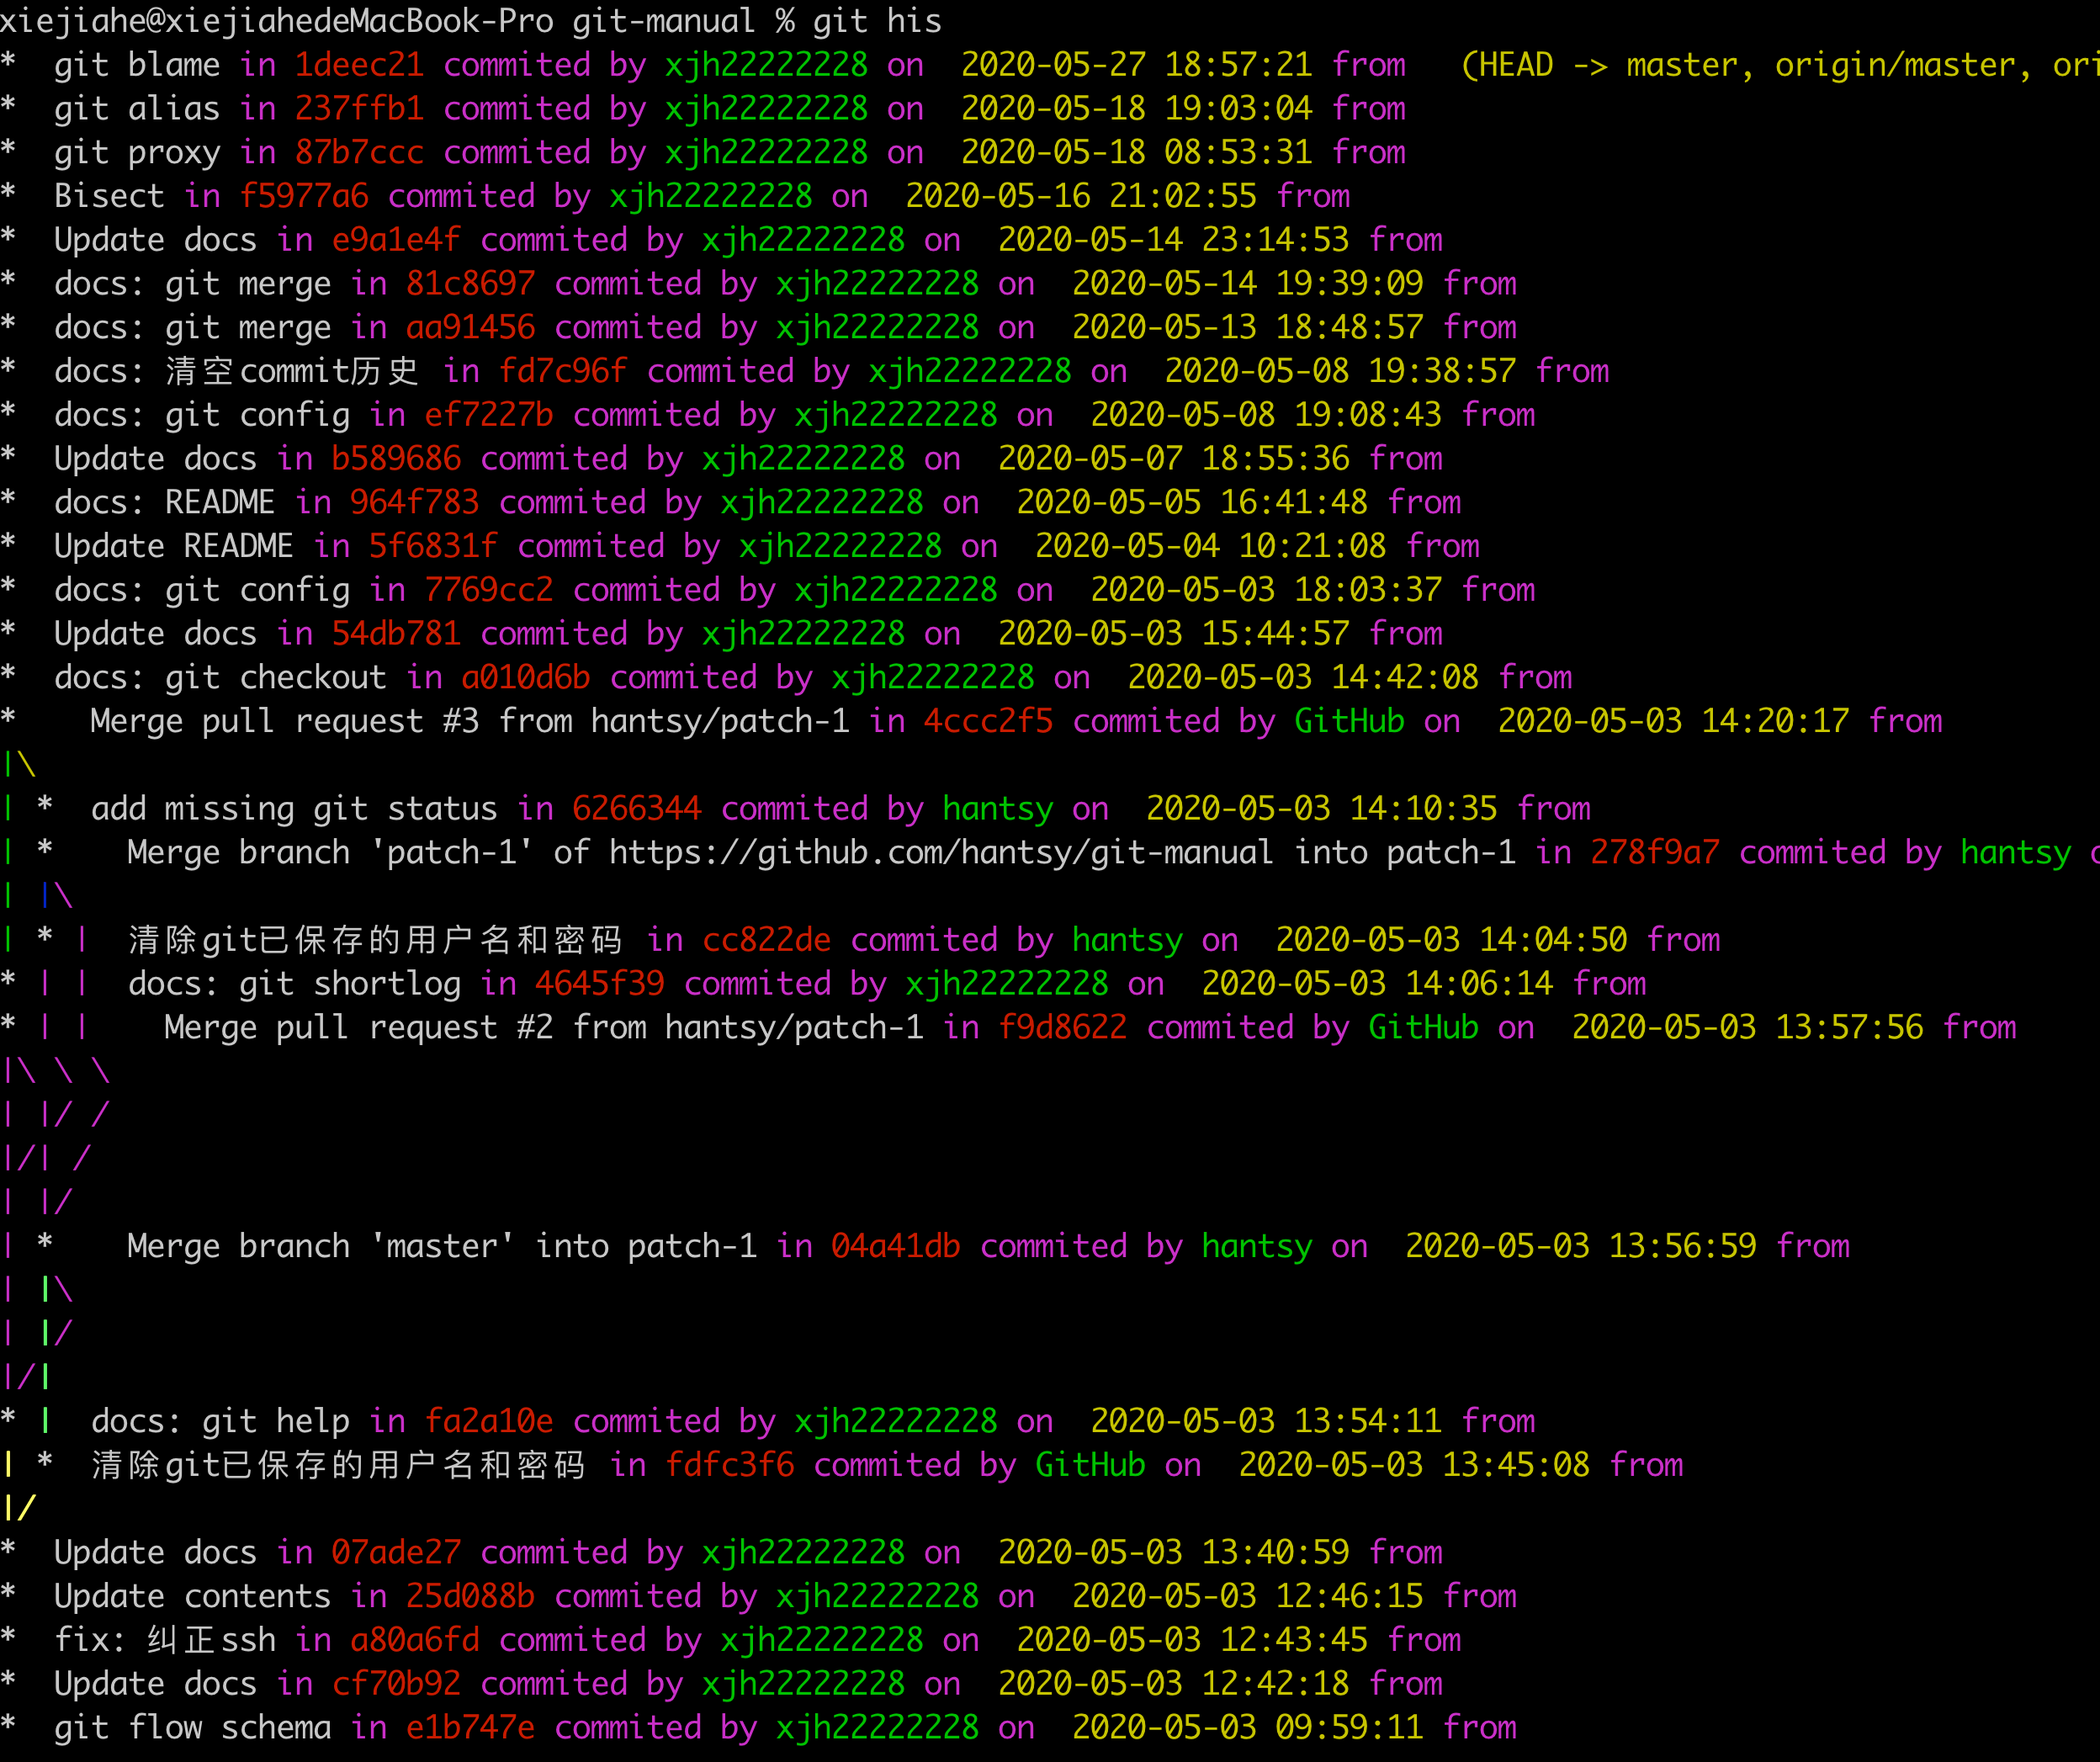 xiejiahe@xiejiahedeMacBook-Pro git-manual % git his
*  git blame in 1deec21 commited by xjh22222228 on  2020-05-27 18:57:21 from   (HEAD -> master, origin/master, ori
*  git alias in 237ffb1 commited by xjh22222228 on  2020-05-18 19:03:04 from
*  git proxy in 87b7ccc commited by xjh22222228 on  2020-05-18 08:53:31 from
*  Bisect in f5977a6 commited by xjh22222228 on  2020-05-16 21:02:55 from
*  Update docs in e9a1e4f commited by xjh22222228 on  2020-05-14 23:14:53 from
*  docs: git merge in 81c8697 commited by xjh22222228 on  2020-05-14 19:39:09 from
*  docs: git merge in aa91456 commited by xjh22222228 on  2020-05-13 18:48:57 from
*  docs: 清空commit历史 in fd7c96f commited by xjh22222228 on  2020-05-08 19:38:57 from
*  docs: git config in ef7227b commited by xjh22222228 on  2020-05-08 19:08:43 from
*  Update docs in b589686 commited by xjh22222228 on  2020-05-07 18:55:36 from
*  docs: README in 964f783 commited by xjh22222228 on  2020-05-05 16:41:48 from
*  Update README in 5f6831f commited by xjh22222228 on  2020-05-04 10:21:08 from
*  docs: git config in 7769cc2 commited by xjh22222228 on  2020-05-03 18:03:37 from
*  Update docs in 54db781 commited by xjh22222228 on  2020-05-03 15:44:57 from
*  docs: git checkout in a010d6b commited by xjh22222228 on  2020-05-03 14:42:08 from
*    Merge pull request #3 from hantsy/patch-1 in 4ccc2f5 commited by GitHub on  2020-05-03 14:20:17 from
|\
| *  add missing git status in 6266344 commited by hantsy on  2020-05-03 14:10:35 from
| *    Merge branch 'patch-1' of https://github.com/hantsy/git-manual into patch-1 in 278f9a7 commited by hantsy
| |\
| * |  清除git已保存的用户名和密码 in cc822de commited by hantsy on  2020-05-03 14:04:50 from
* | |  docs: git shortlog in 4645f39 commited by xjh22222228 on  2020-05-03 14:06:14 from
* | |    Merge pull request #2 from hantsy/patch-1 in f9d8622 commited by GitHub on  2020-05-03 13:57:56 from
|\ \ \
| |/ /
|/| /
| |/
| *    Merge branch 'master' into patch-1 in 04a41db commited by hantsy on  2020-05-03 13:56:59 from
| |\
| |/
|/|
* |  docs: git help in fa2a10e commited by xjh22222228 on  2020-05-03 13:54:11 from
| *  清除git已保存的用户名和密码 in fdfc3f6 commited by GitHub on  2020-05-03 13:45:08 from
|/
*  Update docs in 07ade27 commited by xjh22222228 on  2020-05-03 13:40:59 from
*  Update contents in 25d088b commited by xjh22222228 on  2020-05-03 12:46:15 from
*  fix: 纠正ssh in a80a6fd commited by xjh22222228 on  2020-05-03 12:43:45 from
*  Update docs in cf70b92 commited by xjh22222228 on  2020-05-03 12:42:18 from
*  git flow schema in e1b747e commited by xjh22222228 on  2020-05-03 09:59:11 from